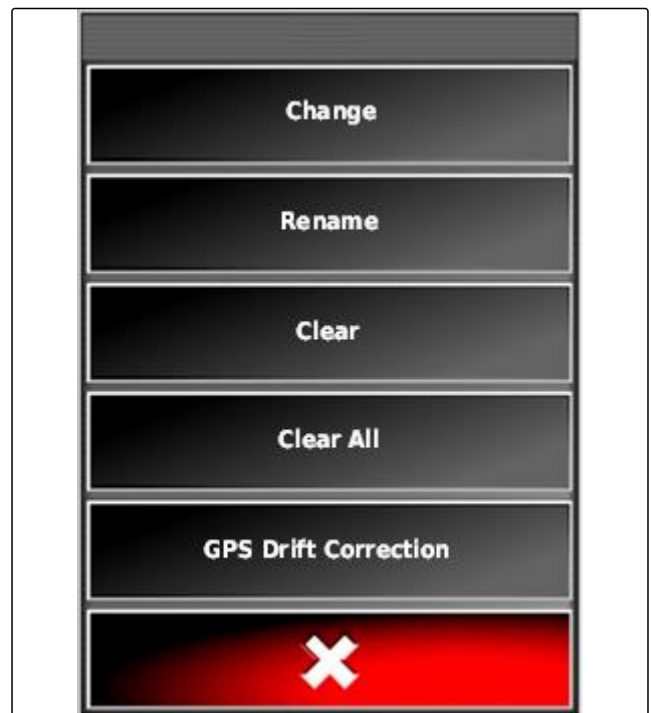 Change
Rename
Clear
Clear All
GPS Drift Correction